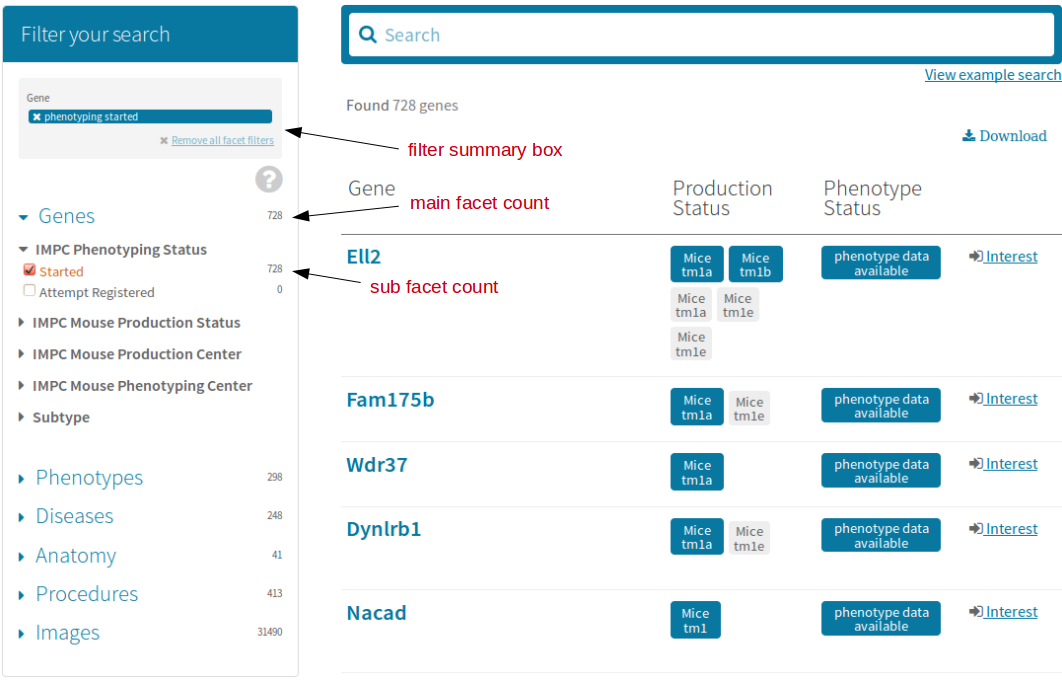 Filter your search
Gene
✖ phenotyping started
✖ Remove all facet filters
?
Genes 728
IMPC Phenotyping Status
Started 728
Attempt Registered 0
IMPC Mouse Production Status
IMPC Mouse Production Center
IMPC Mouse Phenotyping Center
Subtype
Phenotypes 298
Diseases 248
Anatomy 41
Procedures 413
Images 31490
filter summary box
main facet count
sub facet count
Search
View example search
Found 728 genes
Download
Gene
Production
Status
Phenotype
Status
Ell2
Mice
tm1a
Mice
tm1b
Mice
tm1a
Mice
tm1e
Mice
tm1e
phenotype data
available
Interest
Fam175b
Mice
tm1a
Mice
tm1e
phenotype data
available
Interest
Wdr37
Mice
tm1a
phenotype data
available
Interest
Dynlrb1
Mice
tm1a
Mice
tm1e
phenotype data
available
Interest
Nacad
Mice
tm1
phenotype data
available
Interest